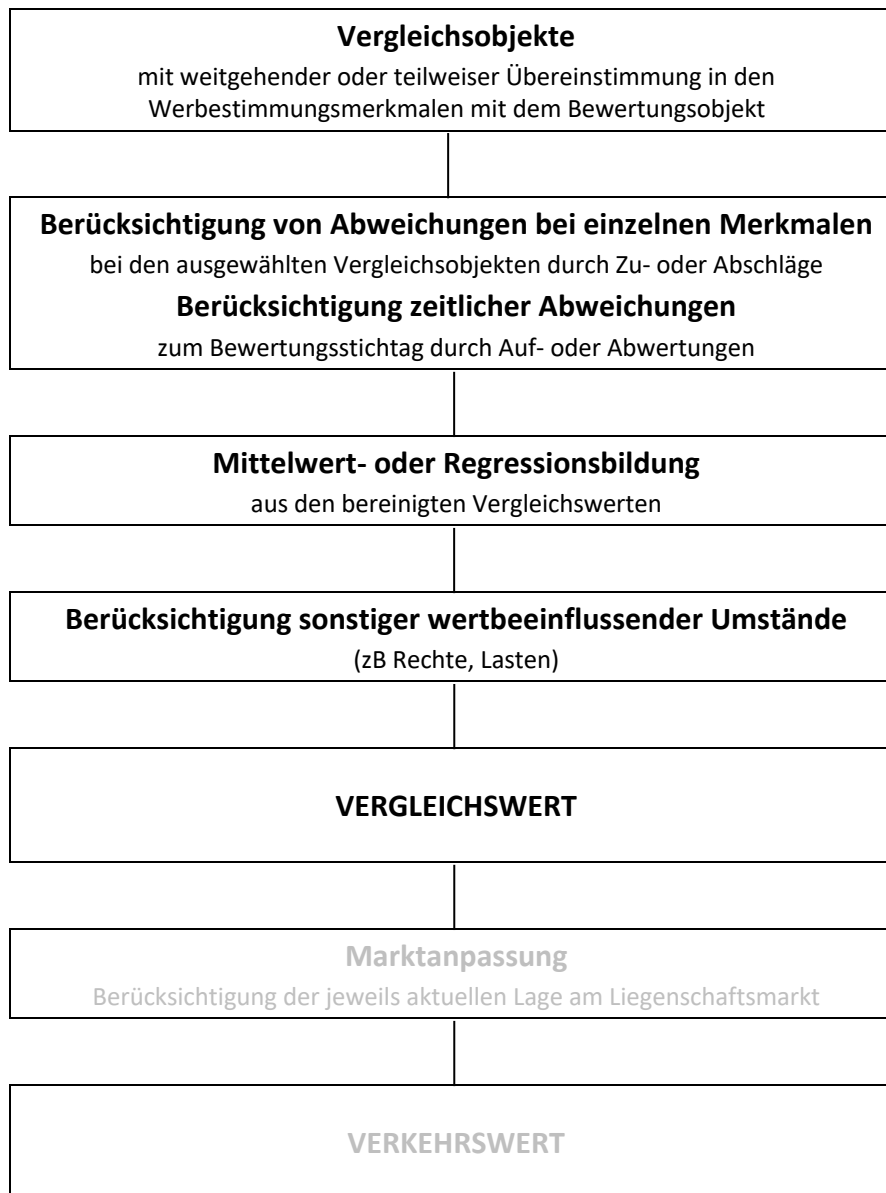 Vergleichsobjekte
mit weitgehender oder teilweiser Übereinstimmung in den
Werbestimmungsmerkmalen mit dem Bewertungsobjekt
Berücksichtigung von Abweichungen bei einzelnen Merkmalen
bei den ausgewählten Vergleichsobjekten durch Zu- oder Abschläge
Berücksichtigung zeitlicher Abweichungen
zum Bewertungsstichtag durch Auf- oder Abwertungen
Mittelwert- oder Regressionsbildung
aus den bereinigten Vergleichswerten
Berücksichtigung sonstiger wertbeeinflussender Umstände
(zB Rechte, Lasten)
VERGLEICHSWERT
Marktanpassung
Berücksichtigung der jeweils aktuellen Lage am Liegenschaftsmarkt
VERKEHRSWERT